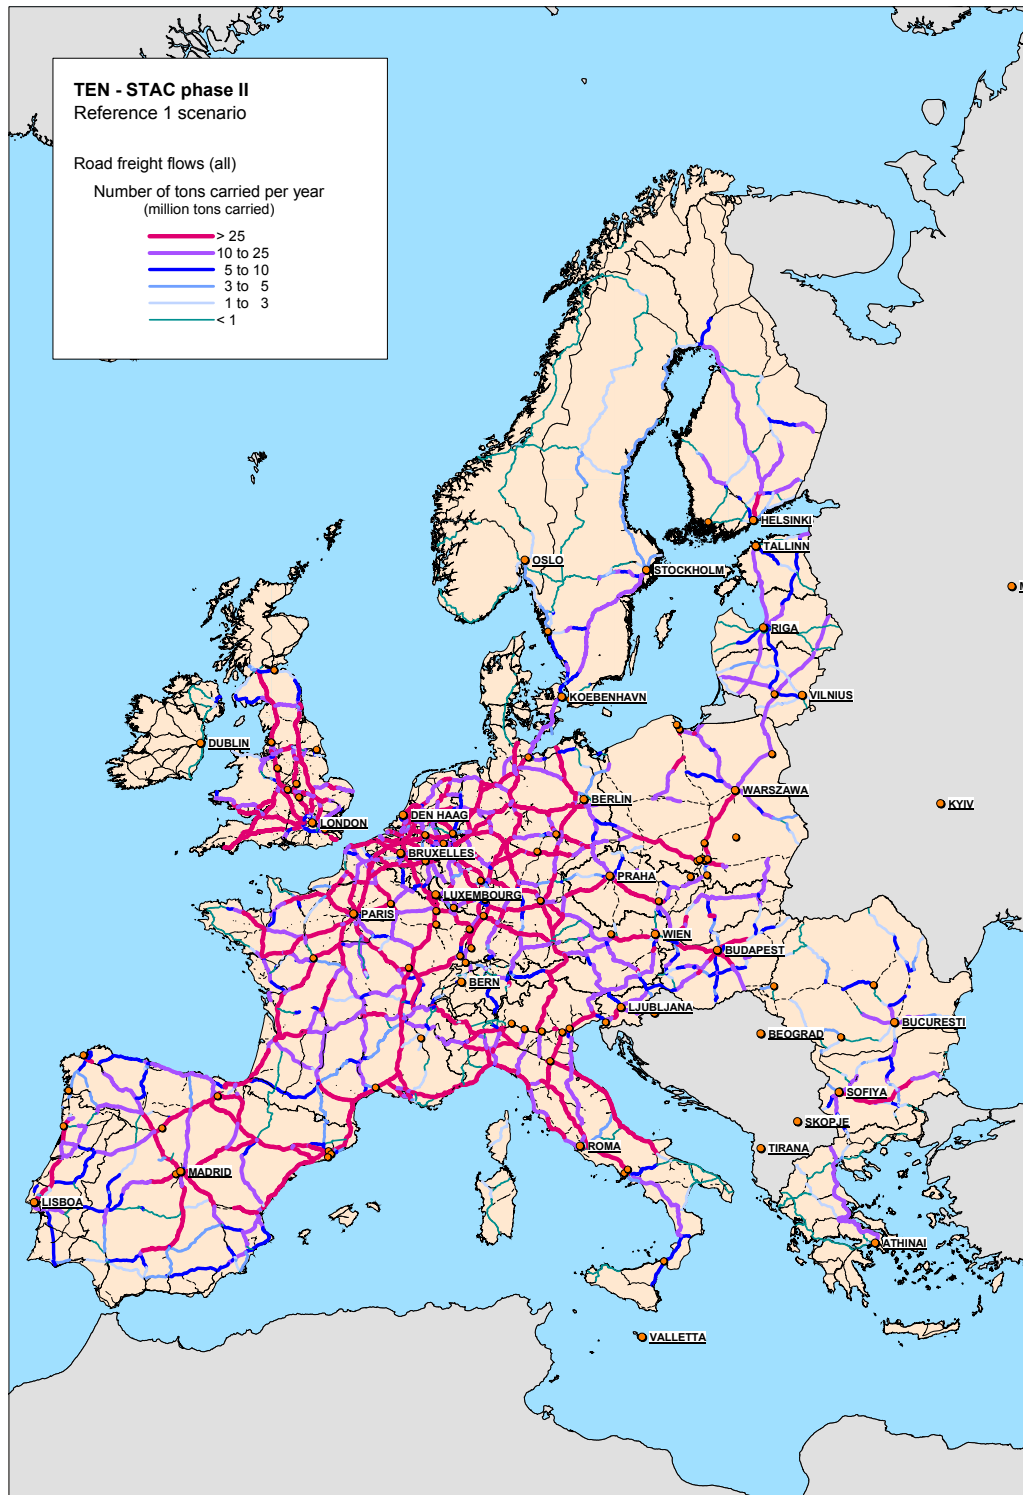 TEN - STAC phase II
Reference 1 scenario
Road freight flows (all)
Number of tons carried per year
(million tons carried)
> 25
10 to 25
5 to 10
3 to 5
1 to 3
< 1
HELSINKI
TALLINN
OSLO
STOCKHOLM
M
RIGA
KOEBENHAVN
VILNIUS
DUBLIN
WARSZAWA
BERLIN
KYIV
DEN HAAG
LONDON
BRUXELLES
PRAHA
LUXEMBOURG
PARIS
WIEN
BUDAPEST
BERN
LJUBLJANA
BUCURESTI
BEOGRAD
SOFIYA
SKOPJE
ROMA
TIRANA
MADRID
LISBOA
ATHINAI
VALLETTA